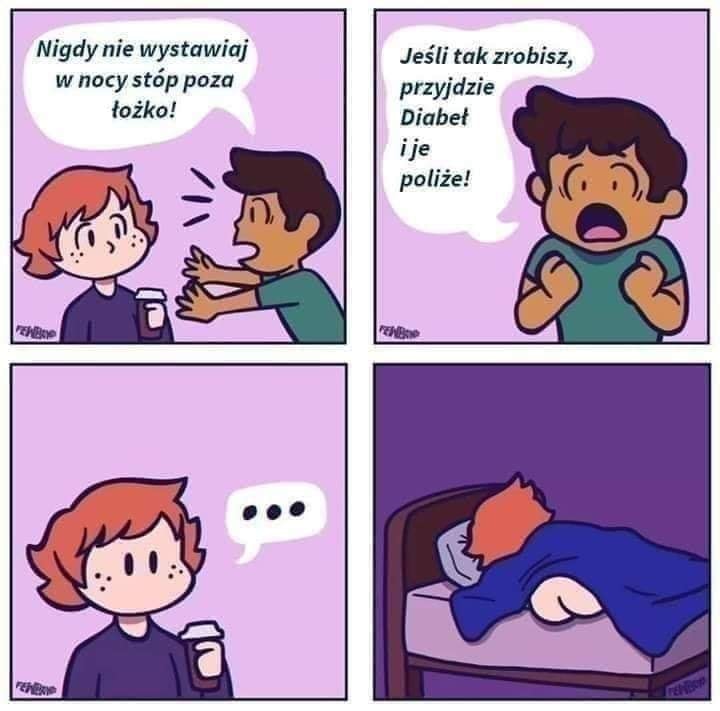 Nigdy nie wystawiaj
w nocy stóp poza
łożko!
Jeśli tak zrobisz,
przyjdzie
Diabeł
i je
poliże!
...